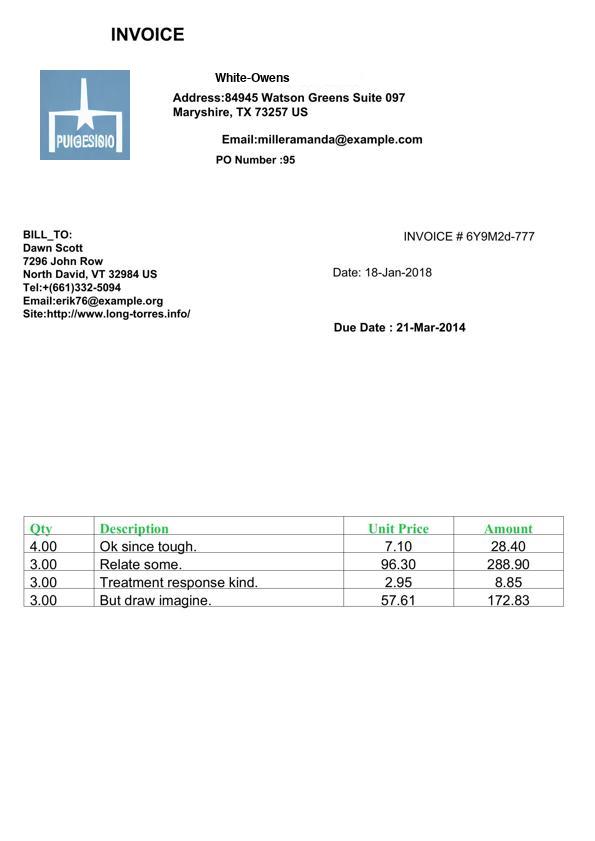 INVOICE
White-Owens
Address:84945 Watson Greens Suite 097
Maryshire, TX 73257 US
PUIGESISIO
Email:milleramanda@example.com
PO Number :95
BILL_TO:
Dawn Scott
7296 John Row
North David, VT 32984 US
Tel:+(661)332-5094
Email:erik76@example.org
Site:http://www.long-torres.info/
INVOICE # 6Y9M2d-777
Date: 18-Jan-2018
Due Date : 21-Mar-2014
Qty Description Unit Price Amount
4.00 Ok since tough. 7.10 28.40
3.00 Relate some. 96.30 288.90
3.00 Treatment response kind. 2.95 8.85
3.00 But draw imagine. 57.61 172.83